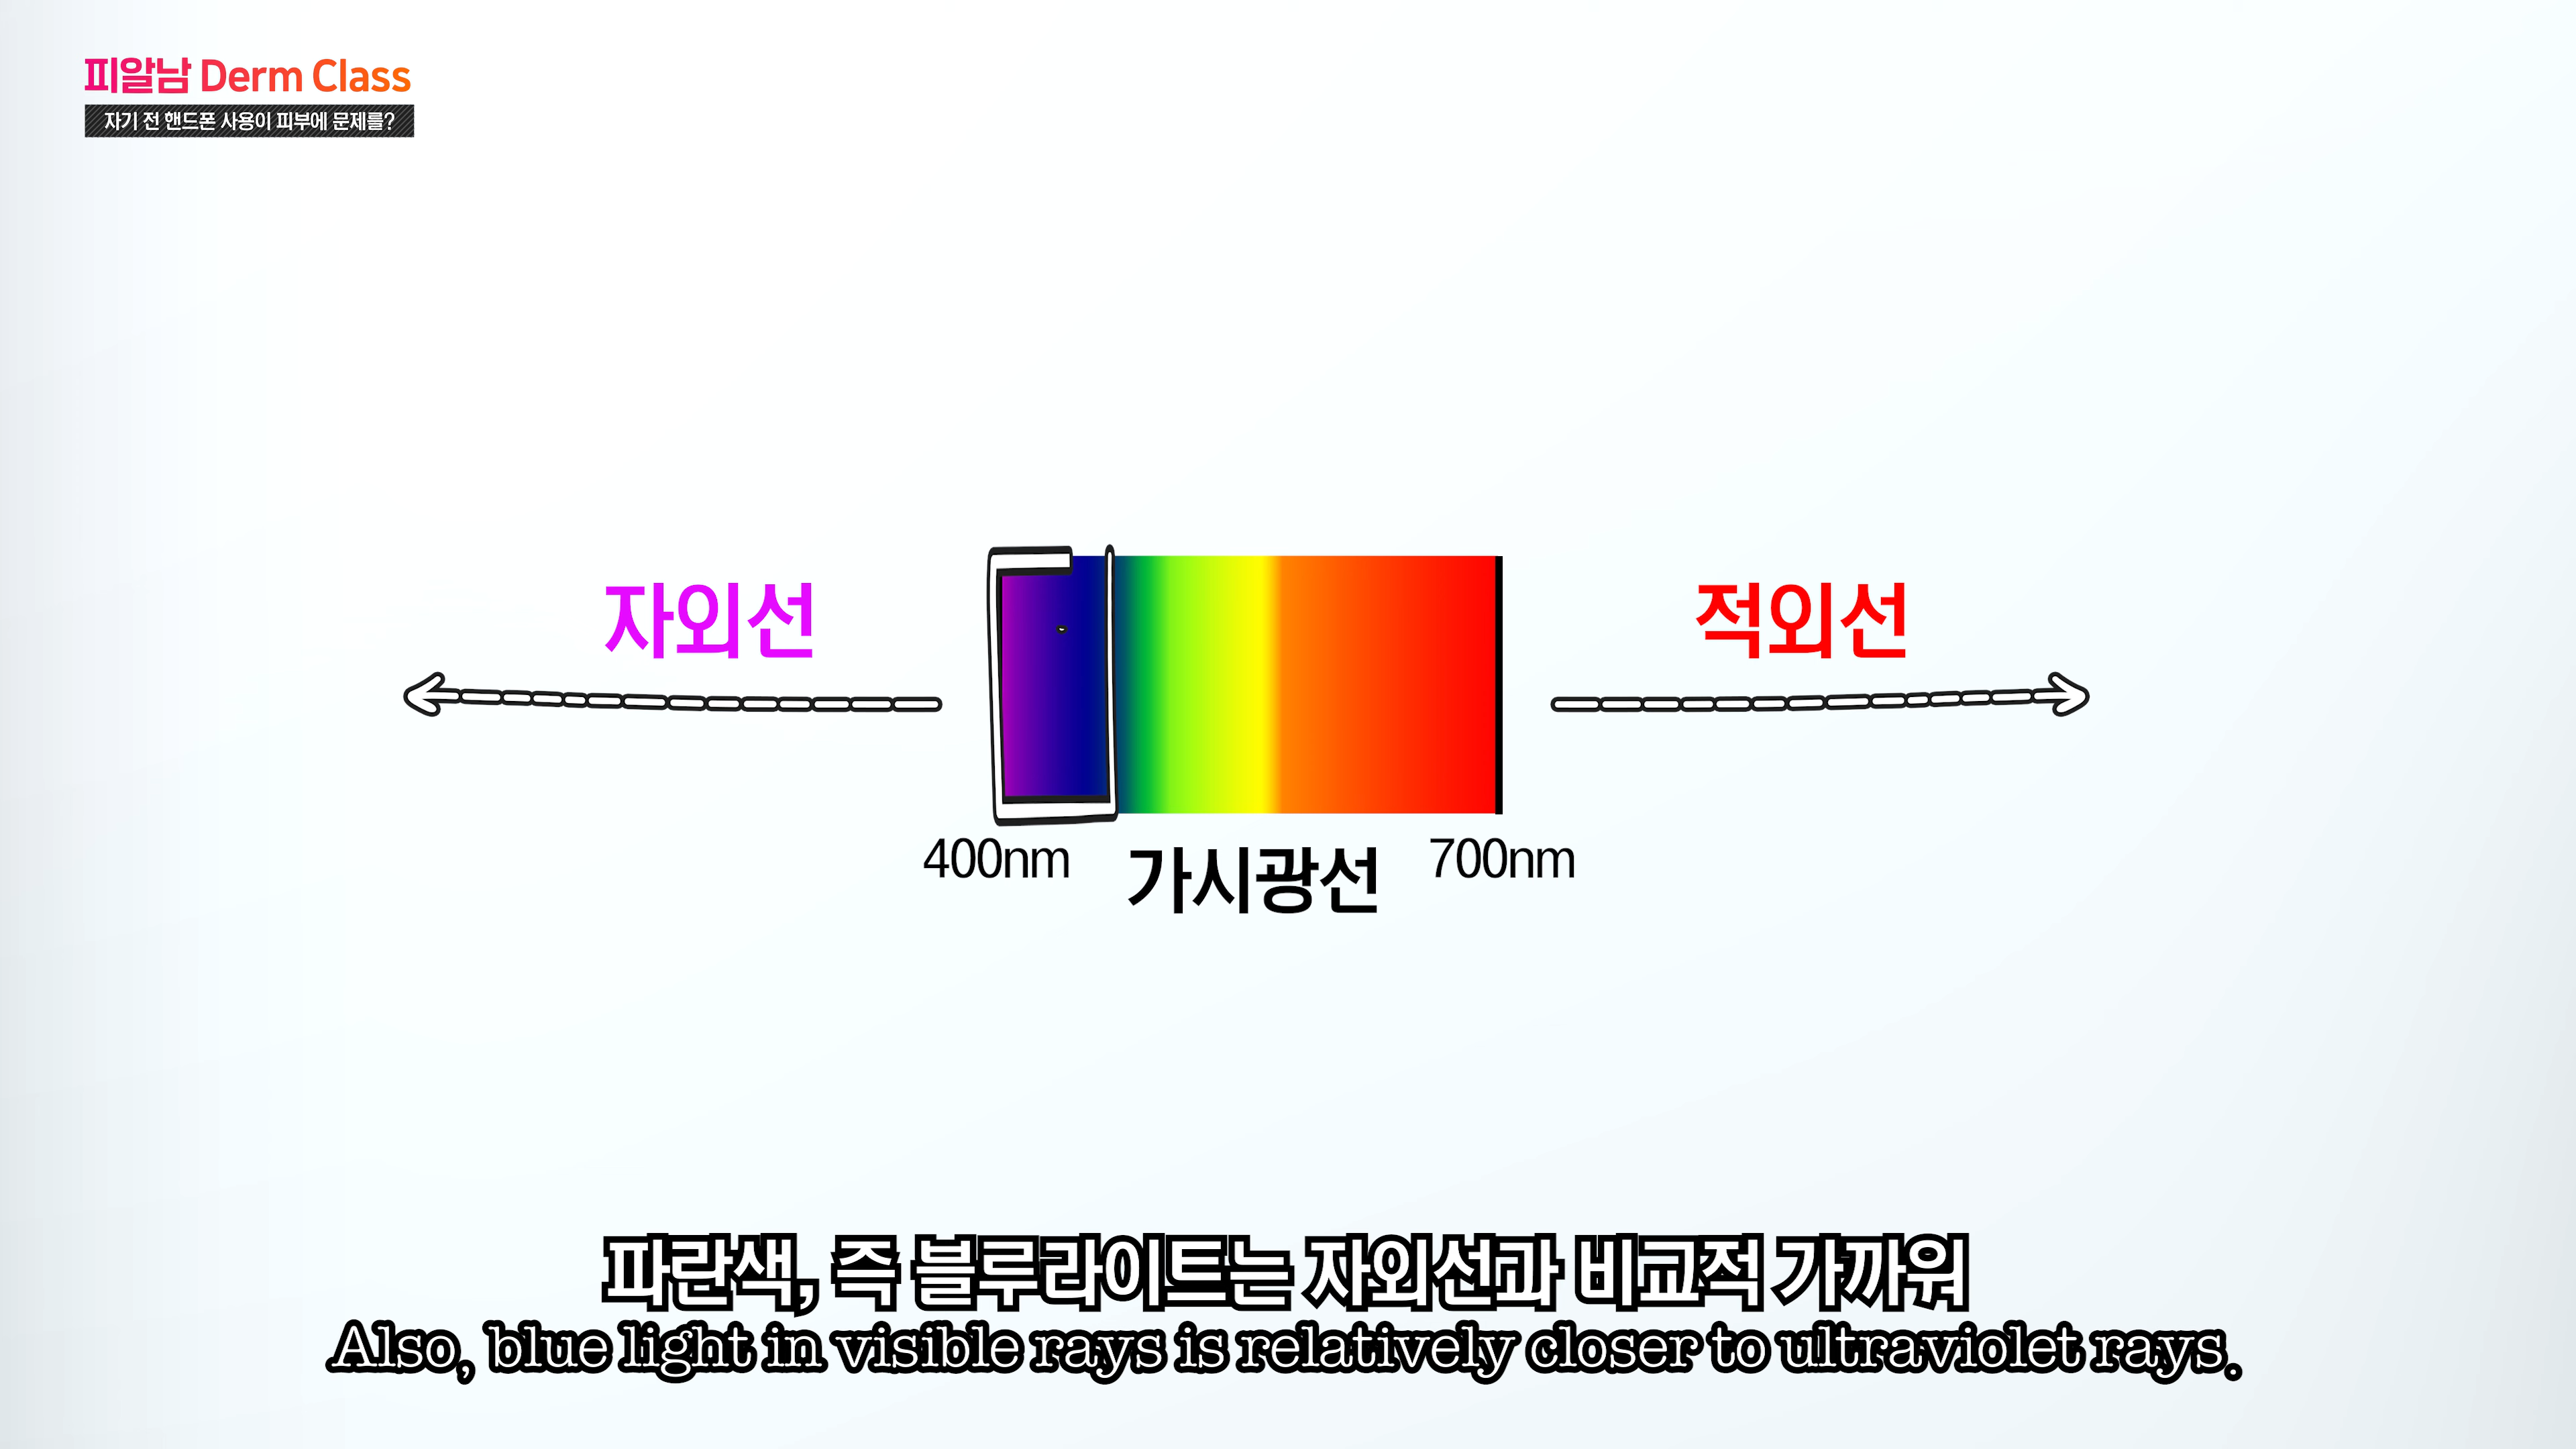 피알남 Derm Class
자기 전 핸드폰 사용이 피부에 문제를?
자외선
적외선
400nm
가시광선
700nm
파란색, 즉 블루라이트는 자외선과 비교적 가까워
Also, blue light in visible rays is relatively closer to ultraviolet rays.